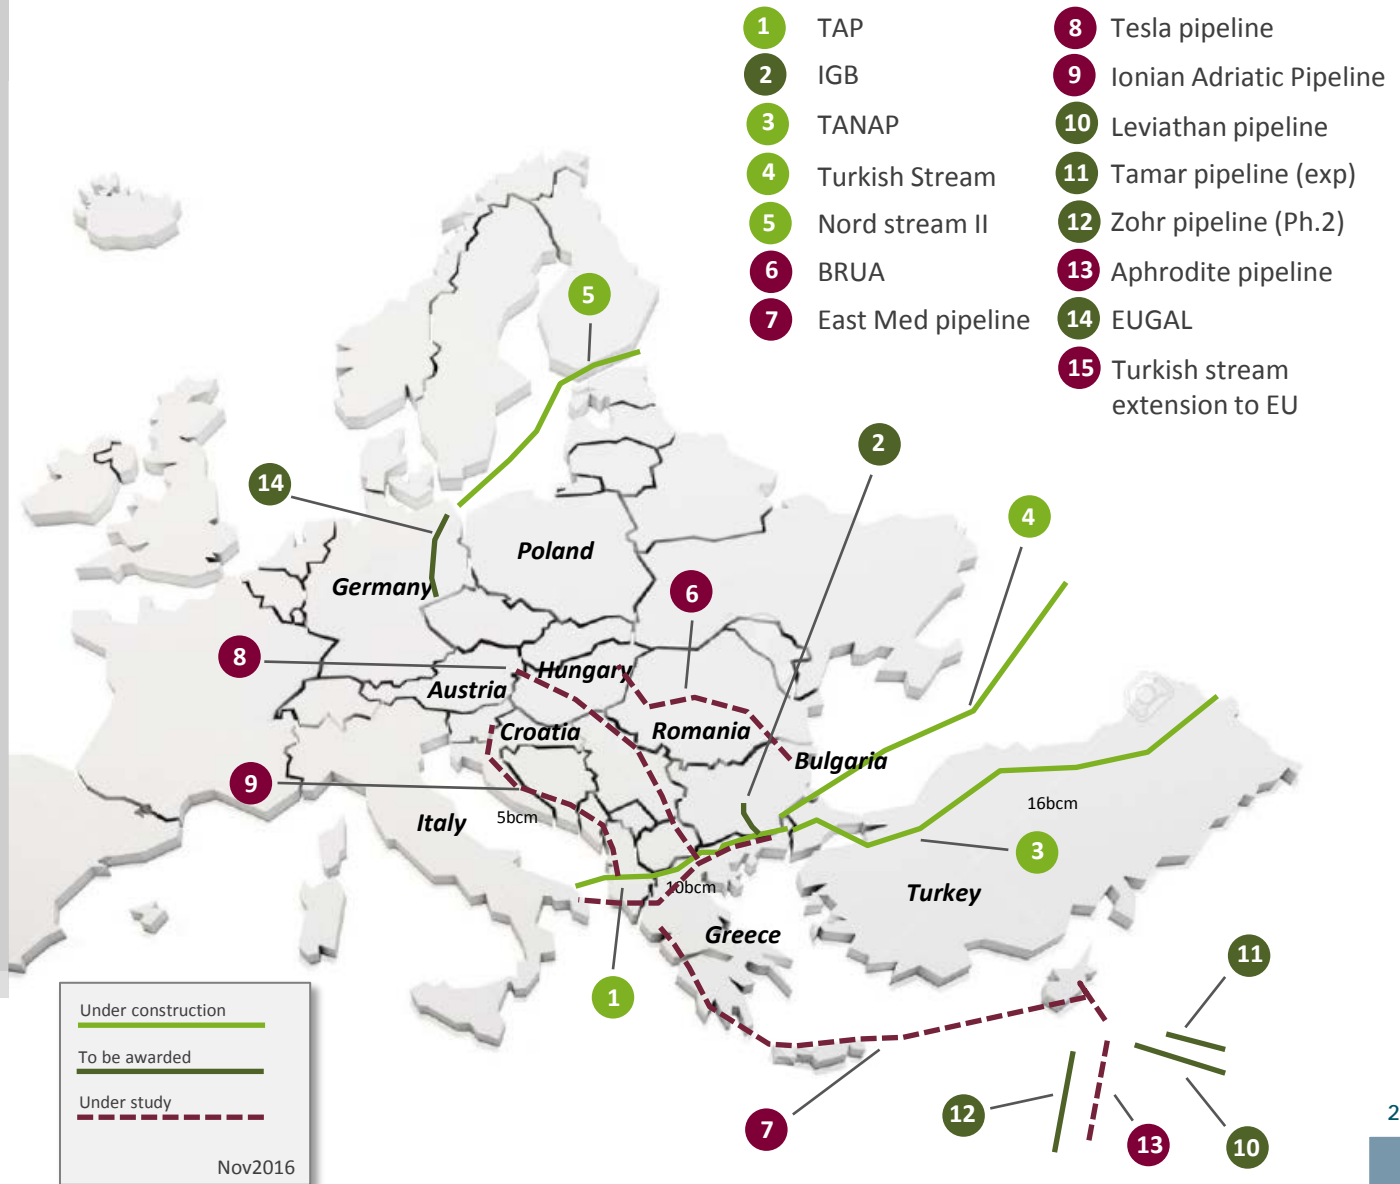 1 TAP
2 IGB
3 TANAP
4 Turkish Stream
5 Nord stream II
6 BRUA
7 East Med pipeline
8 Tesla pipeline
9 Ionian Adriatic Pipeline
10 Leviathan pipeline
11 Tamar pipeline (exp)
12 Zohr pipeline (Ph.2)
13 Aphrodite pipeline
14 EUGAL
15 Turkish stream
extension to EU
5
2
14
4
Poland
Germany
6
8
Hungary
Austria
Croatia
Romania
Bulgaria
9
16bcm
5bcm
Italy
3
10bcm
Turkey
Greece
11
1
Under construction
To be awarded
Under study
Nov2016
12
7
13
10
2